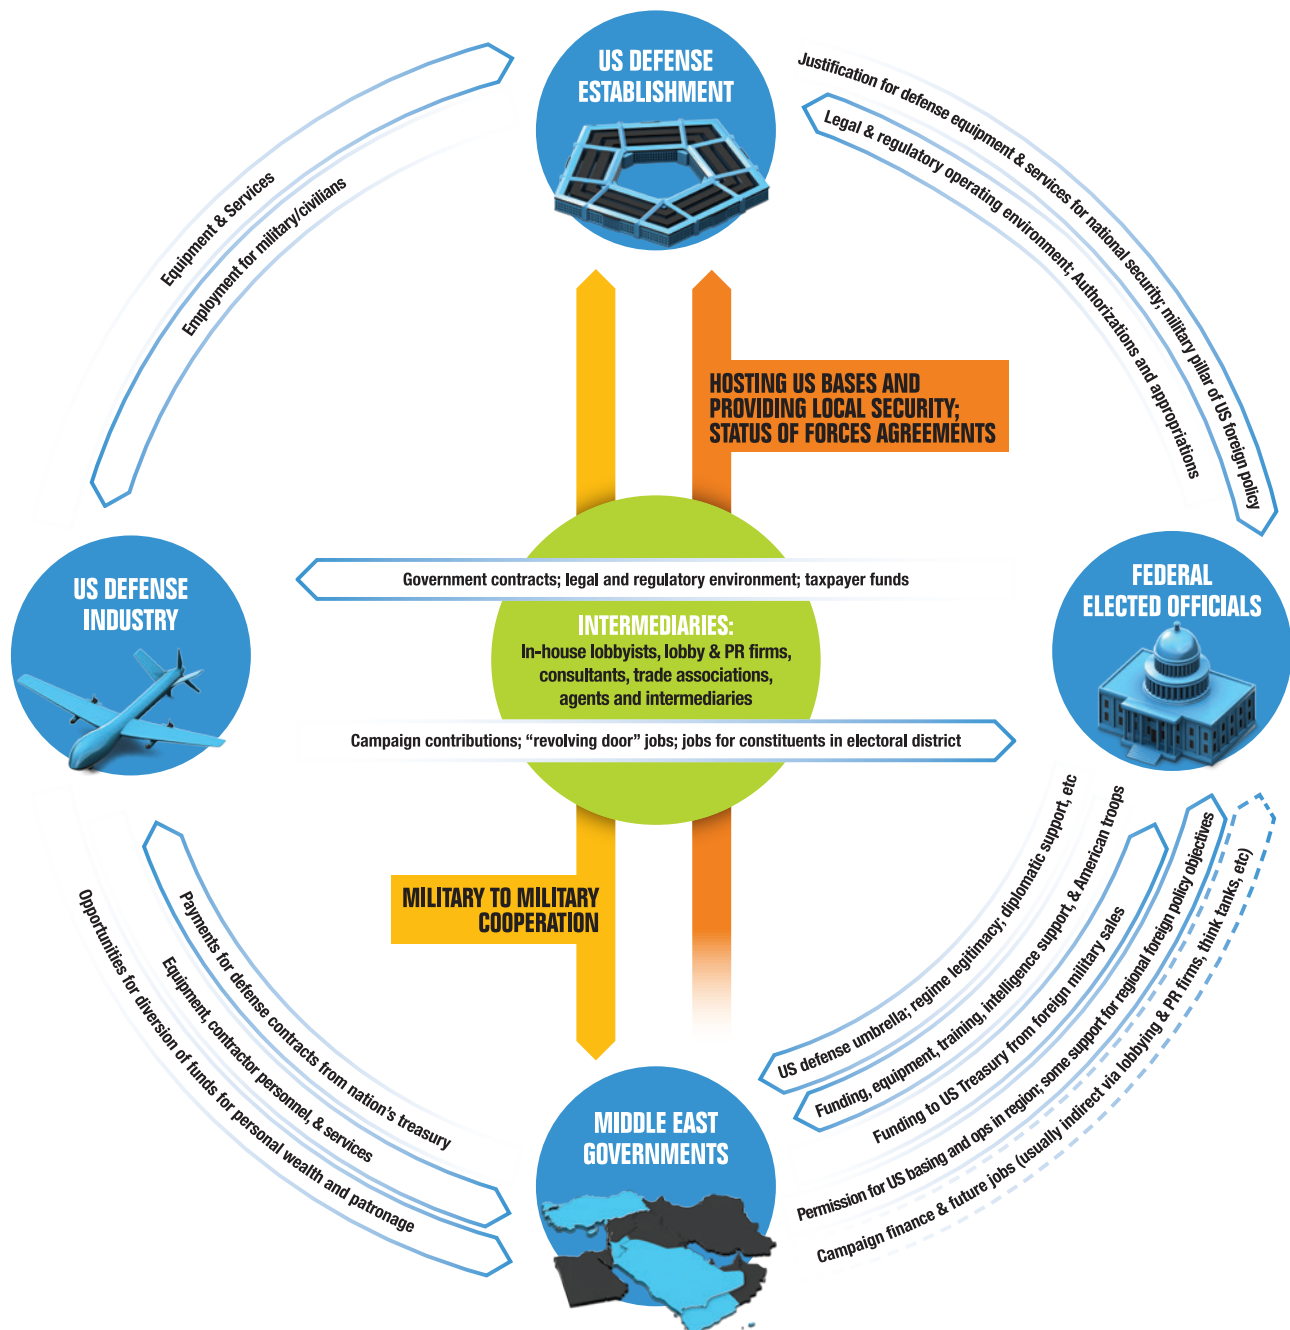 US DEFENSE
ESTABLISHMENT
Justification for defense equipment & services for national security; military pillar of US foreign policy
Legal & regulatory operating environment; Authorizations and appropriations
Equipment & Services
Employment for military/civilians
HOSTING US BASES AND
PROVIDING LOCAL SECURITY;
STATUS OF FORCES AGREEMENTS
US DEFENSE
INDUSTRY
Government contracts; legal and regulatory environment; taxpayer funds
FEDERAL
ELECTED OFFICIALS
INTERMEDIARIES:
In-house lobbyists, lobby & PR firms,
consultants, trade associations,
agents and intermediaries
Campaign contributions; “revolving door” jobs; jobs for constituents in electoral district
MILITARY TO MILITARY
COOPERATION
Payments for defense contracts from nation’s treasury
Equipment, contractor personnel, & services
Opportunities for diversion of funds for personal wealth and patronage
US defense umbrella; regime legitimacy; diplomatic support, etc
Funding, equipment, training, intelligence support, & American troops
Funding to US Treasury from foreign military sales
Permission for US basing and ops in region; some support for regional foreign policy objectives
Campaign finance & future jobs (usually indirect via lobbying & PR firms, think tanks, etc)
MIDDLE EAST
GOVERNMENTS